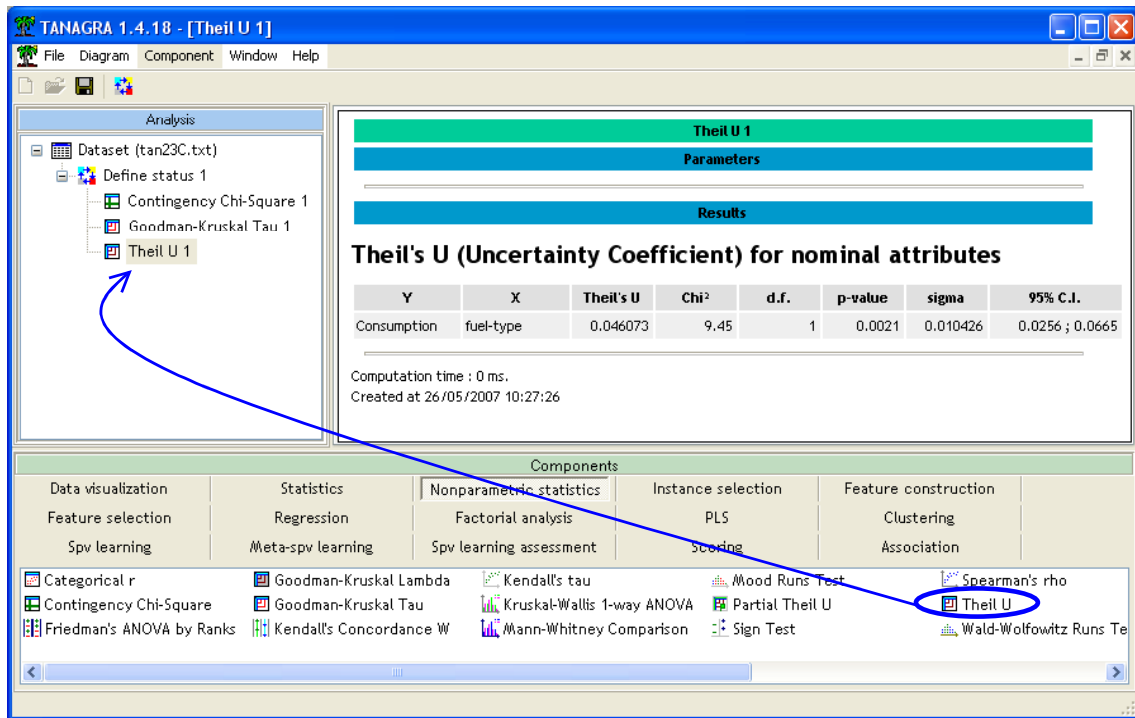 TANAGRA 1.4.18 - [Theil U 1]
File Diagram Component Window Help
Analysis
Dataset (tan23C.txt)
Define status 1
Contingency Chi-Square 1
Goodman-Kruskal Tau 1
Theil U 1
Theil U 1
Parameters
Results
Theil's U (Uncertainty Coefficient) for nominal attributes
Y X Theil's U Chi² d.f. p-value sigma 95% C.I.
Consumption fuel-type 0.046073 9.45 1 0.0021 0.010426 0.0256 ; 0.0665
Computation time : 0 ms.
Created at 26/05/2007 10:27:26
Components
Data visualization Statistics Nonparametric statistics Instance selection Feature construction
Feature selection Regression Factorial analysis PLS Clustering
Spv learning Meta-spv learning Spv learning assessment Scoring Association
Categorical r Goodman-Kruskal Lambda Kendall's tau Mood Runs Test Spearman's rho
Contingency Chi-Square Goodman-Kruskal Tau Kruskal-Wallis 1-way ANOVA Partial Theil U Theil U
Friedman's ANOVA by Ranks Kendall's Concordance W Mann-Whitney Comparison Sign Test Wald-Wolfowitz Runs Te